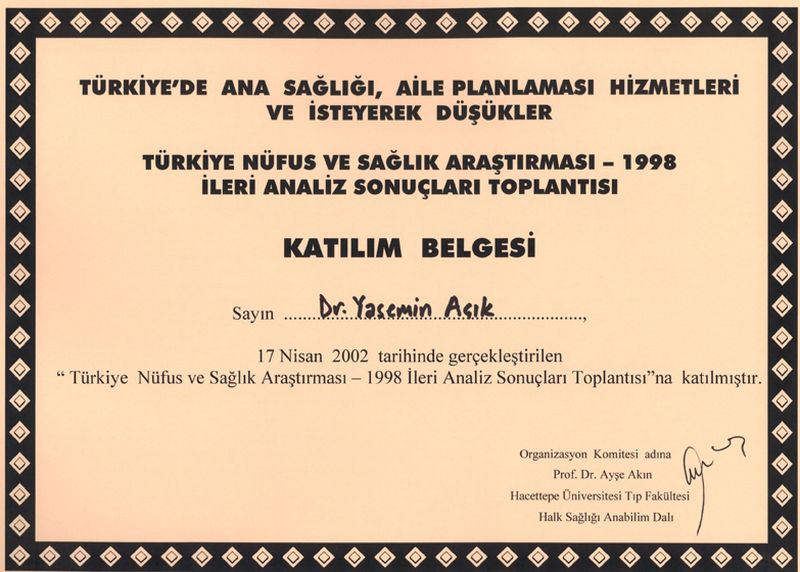 TÜRKİYE'DE ANA SAĞLIĞI, AİLE PLANLAMASI HİZMETLERİ
VE İSTEYEREK DÜŞÜKLER
TÜRKİYE NÜFUS VE SAĞLIK ARAŞTIRMASI – 1998
İLERİ ANALİZ SONUÇLARI TOPLANTISI
KATILIM BELGESİ
Sayın ....Dr. Yasemin Açık....,
17 Nisan 2002 tarihinde gerçekleştirilen
“ Türkiye Nüfus ve Sağlık Araştırması – 1998 İleri Analiz Sonuçları Toplantısı”na katılmıştır.
Organizasyon Komitesi adına
Prof. Dr. Ayşe Akın
Hacettepe Üniversitesi Tıp Fakültesi
Halk Sağlığı Anabilim Dalı